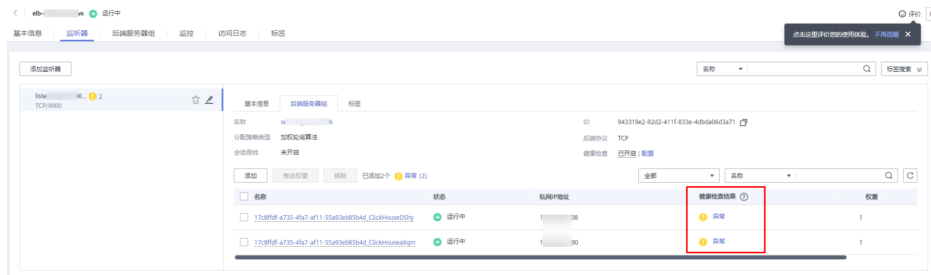 elb- vx 运行中
评价
基本信息 监听器 后端服务器组 监控 访问日志 标签
点击这里评价您的使用体验。 不再提醒 ×
添加监听器
名称
标签搜索
liste 00.. 2
TCP/9000
基本信息 后端服务器组 标签
名称 6
ID 943319e2-92d2-411f-833e-4dbda06d3a71
分配策略类型 加权轮询算法
后端协议 TCP
会话保持 未开启
健康检查 已开启 | 配置
添加 修改权重 移除 已添加2个 异常 (2)
全部 名称
名称 状态 私网IP地址 健康检查结果 权重
17c8ffdf-a735-4fa7-af11-55a93eb85b4d_ClickHouseDShy 运行中 1 08 异常 1
17c8ffdf-a735-4fa7-af11-55a93eb85b4d_ClickHouseaXqm 运行中 1 90 异常 1